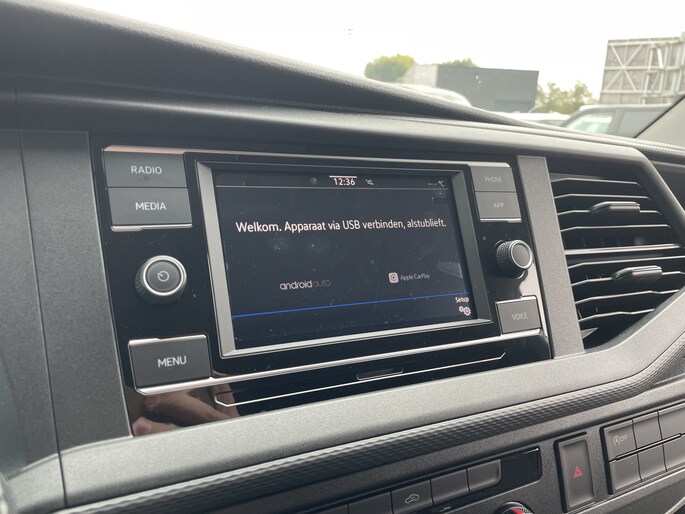 RADIO
MEDIA
MENU
12:36
Welkom. Apparaat via USB verbinden, alstublieft.
androidauto
Apple CarPlay
Setup
PHONE
APP
VOICE